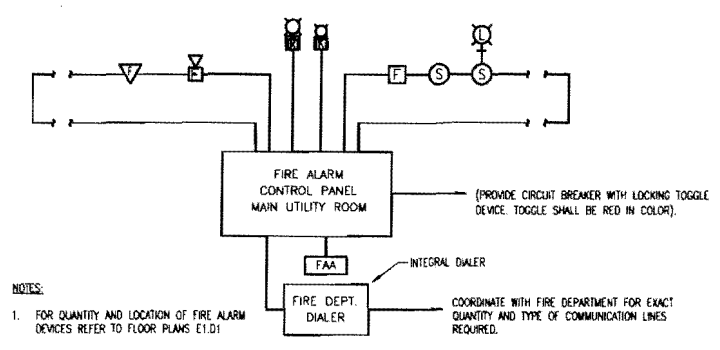 L
F
F
F
S
S
FIRE ALARM
CONTROL PANEL
MAIN UTILITY ROOM
(PROVIDE CIRCUIT BREAKER WITH LOCKING TOGGLE
DEVICE. TOGGLE SHALL BE RED IN COLOR).
FAA
INTEGRAL DIALER
FIRE DEPT.
DIALER
COORDINATE WITH FIRE DEPARTMENT FOR EXACT
QUANTITY AND TYPE OF COMMUNICATION LINES
REQUIRED.
NOTES:
1. FOR QUANTITY AND LOCATION OF FIRE ALARM
DEVICES REFER TO FLOOR PLANS E1.D1